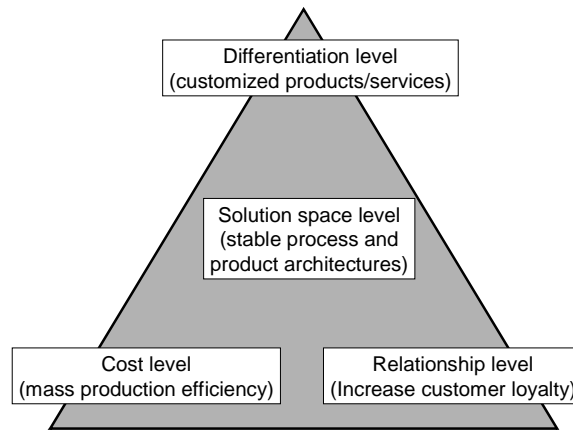 Differentiation level
(customized products/services)
Solution space level
(stable process and
product architectures)
Cost level
(mass production efficiency)
Relationship level
(Increase customer loyalty)